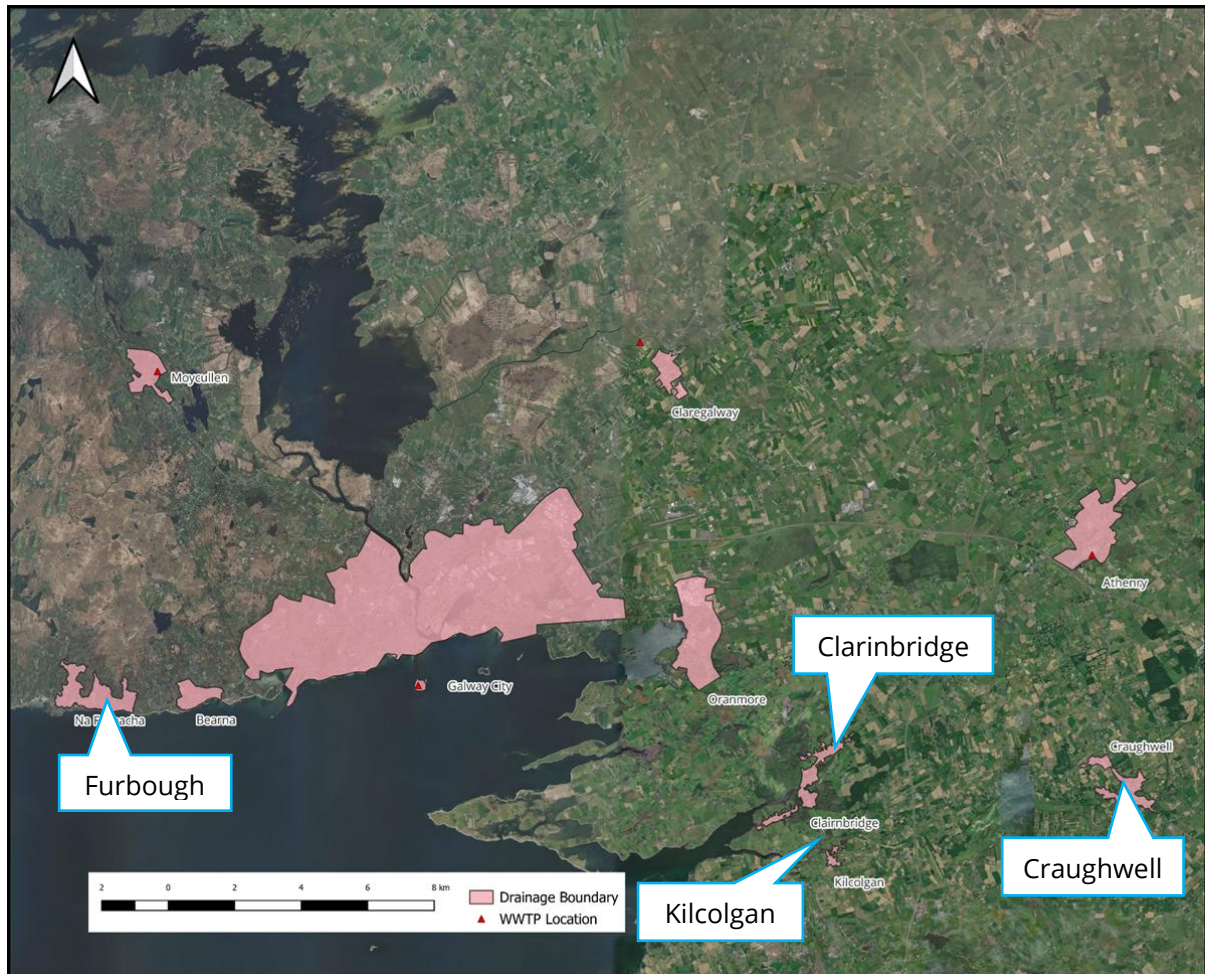 Moycullen
Claregalway
Athenry
Clarinbridge
Galway City
Oranmore
Na
Bearna
Furbough
Craughwell
Clairnbridge
Craughwell
Kilcolgan
Kilcolgan
2 0 2 4 6 8 km
Drainage Boundary
WWTP Location